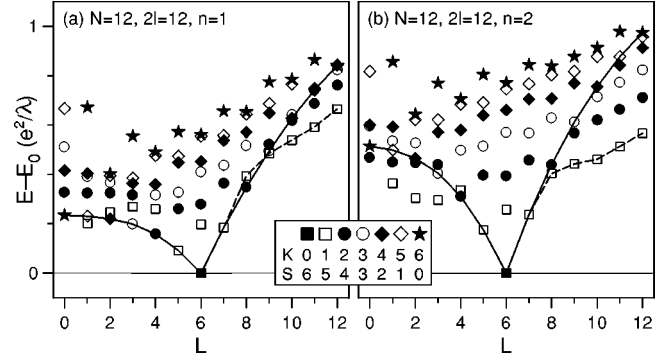 (a) N=12, 2l=12, n=1
(b) N=12, 2l=12, n=2
1
0
E−E0 (e²/λ)
K 0 1 2 3 4 5 6
S 6 5 4 3 2 1 0
0 2 4 6 8 10 12
0 2 4 6 8 10 12
L
L